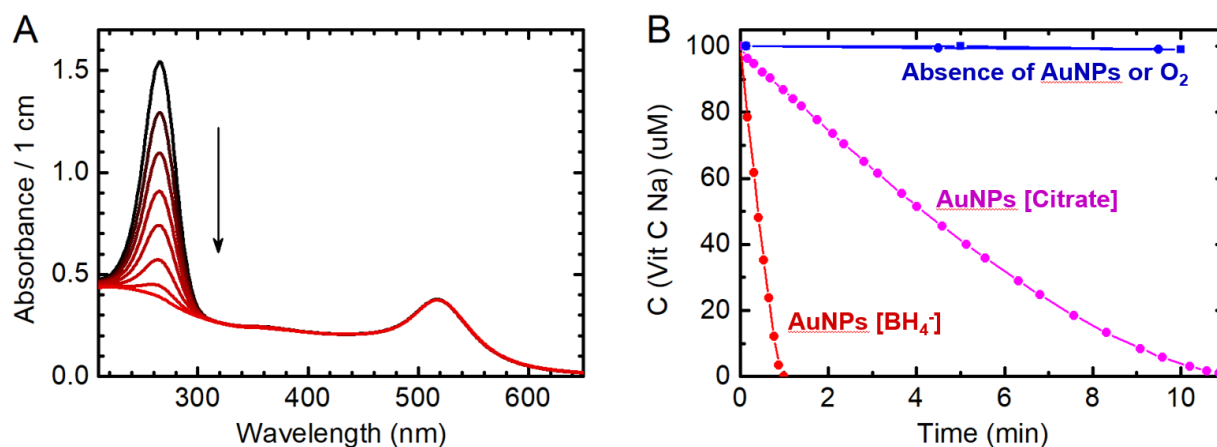 A
Absorbance / 1 cm
1.5
1.0
0.5
0.0
300
400
500
600
Wavelength (nm)
B
C (Vit C Na) (uM)
100
80
60
40
20
0
Absence of AuNPs or O₂
AuNPs [Citrate]
AuNPs [BH₄⁻]
0
2
4
6
8
10
Time (min)